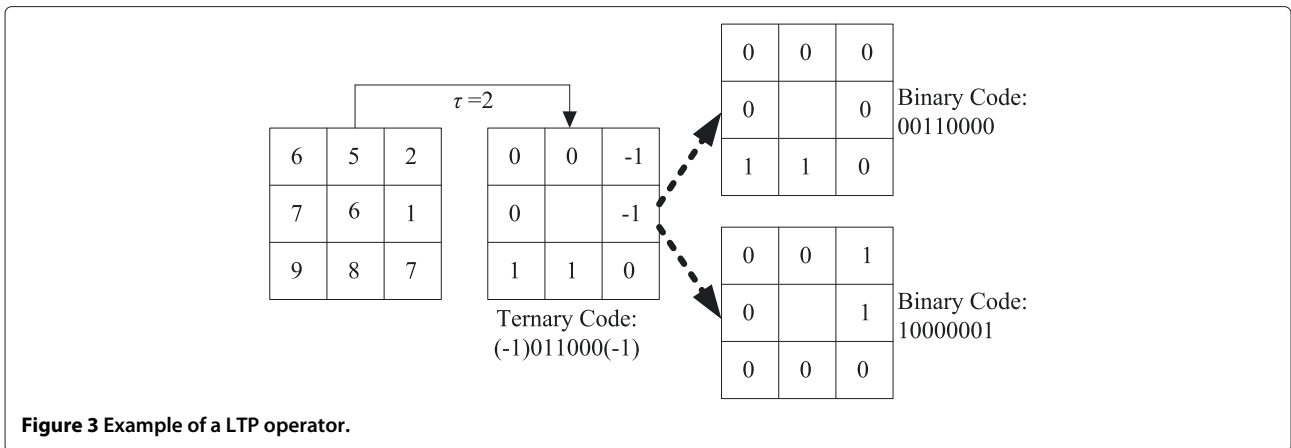 τ =2
6 5 2
7 6 1
9 8 7
0 0 -1
0 -1
1 1 0
Ternary Code:
(-1)011000(-1)
0 0 0
0 0
1 1 0
Binary Code:
00110000
0 0 1
0 1
0 0 0
Binary Code:
10000001
Figure 3 Example of a LTP operator.